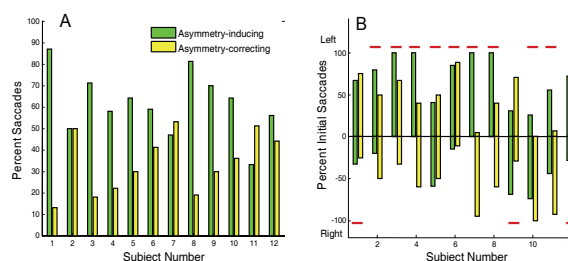 A
Asymmetry-inducing
Asymmetry-correcting
Percent Saccades
100
90
80
70
60
50
40
30
20
10
0
1 2 3 4 5 6 7 8 9 10 11 12
Subject Number
B
Left
Percent Initial Saccades
100
50
0
-50
-100
Right
2 4 6 8 10
Subject Number